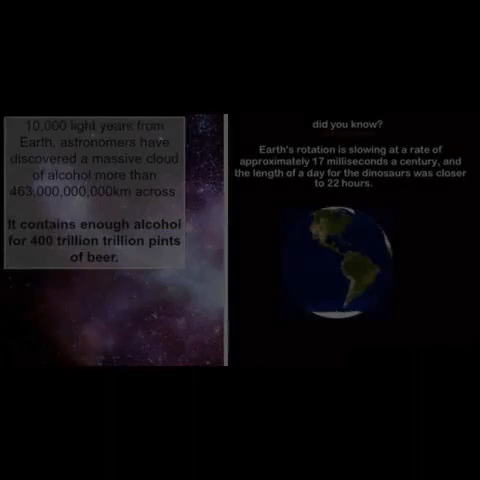 10,000 light years from
Earth, astronomers have
discovered a massive cloud
of alcohol more than
463,000,000,000km across
It contains enough alcohol
for 400 trillion trillion pints
of beer.
did you know?
Earth's rotation is slowing at a rate of
approximately 17 milliseconds a century, and
the length of a day for the dinosaurs was closer
to 22 hours.